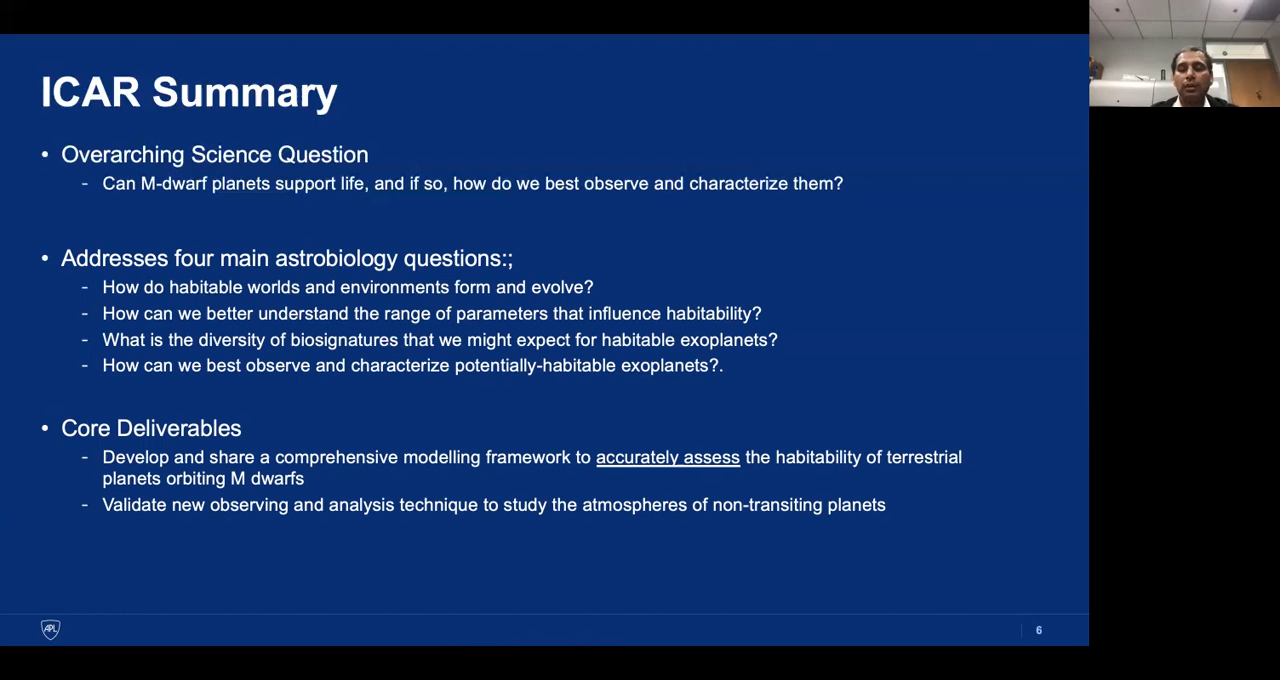 ICAR Summary
• Overarching Science Question
- Can M-dwarf planets support life, and if so, how do we best observe and characterize them?
• Addresses four main astrobiology questions:;
- How do habitable worlds and environments form and evolve?
- How can we better understand the range of parameters that influence habitability?
- What is the diversity of biosignatures that we might expect for habitable exoplanets?
- How can we best observe and characterize potentially-habitable exoplanets?.
• Core Deliverables
- Develop and share a comprehensive modelling framework to accurately assess the habitability of terrestrial
planets orbiting M dwarfs
- Validate new observing and analysis technique to study the atmospheres of non-transiting planets
APL
6